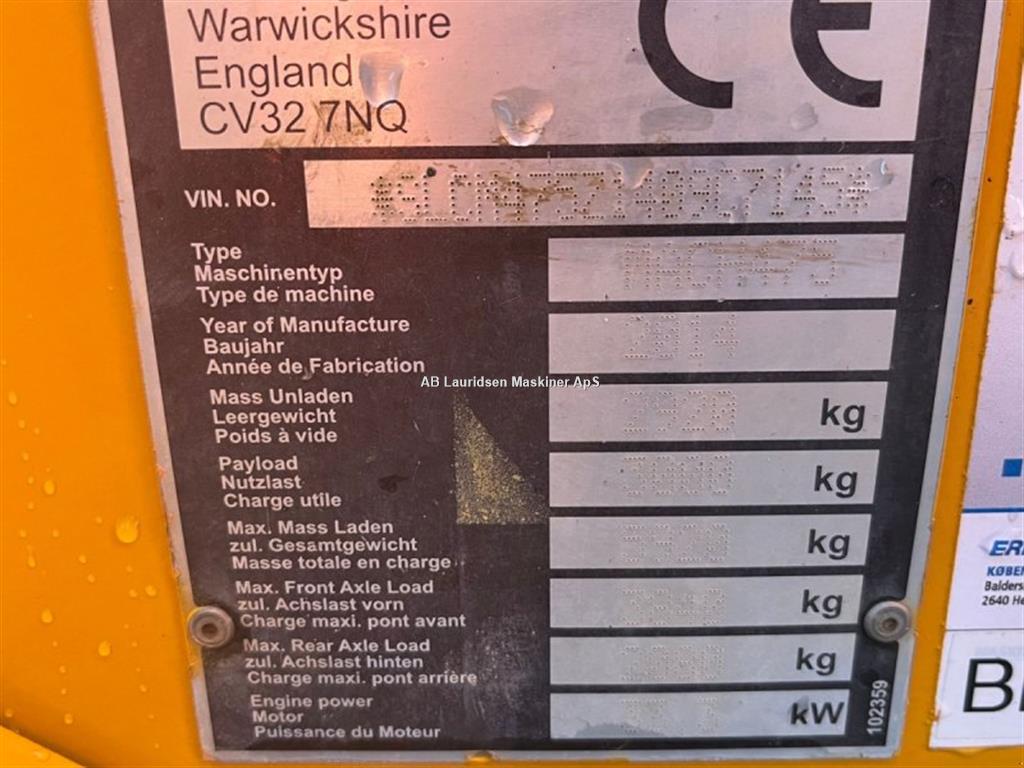 Warwickshire
England
CV32 7NQ
CE
VIN. NO.
Type
Maschinentyp
Type de machine
Year of Manufacture
Baujahr 2014
Année de Fabrication
AB Lauridsen Maskiner ApS
Mass Unladen
Leergewicht kg
Poids à vide
Payload
Nutzlast 3000 kg
Charge utile
Max. Mass Laden
zul. Gesamtgewicht kg
Masse totale en charge
Max. Front Axle Load
zul. Achslast vorn kg
Charge maxi. pont avant
Max. Rear Axle Load
zul. Achslast hinten kg
Charge maxi. pont arrière
Engine power
Motor kW
Puissance du Moteur
102359
2640